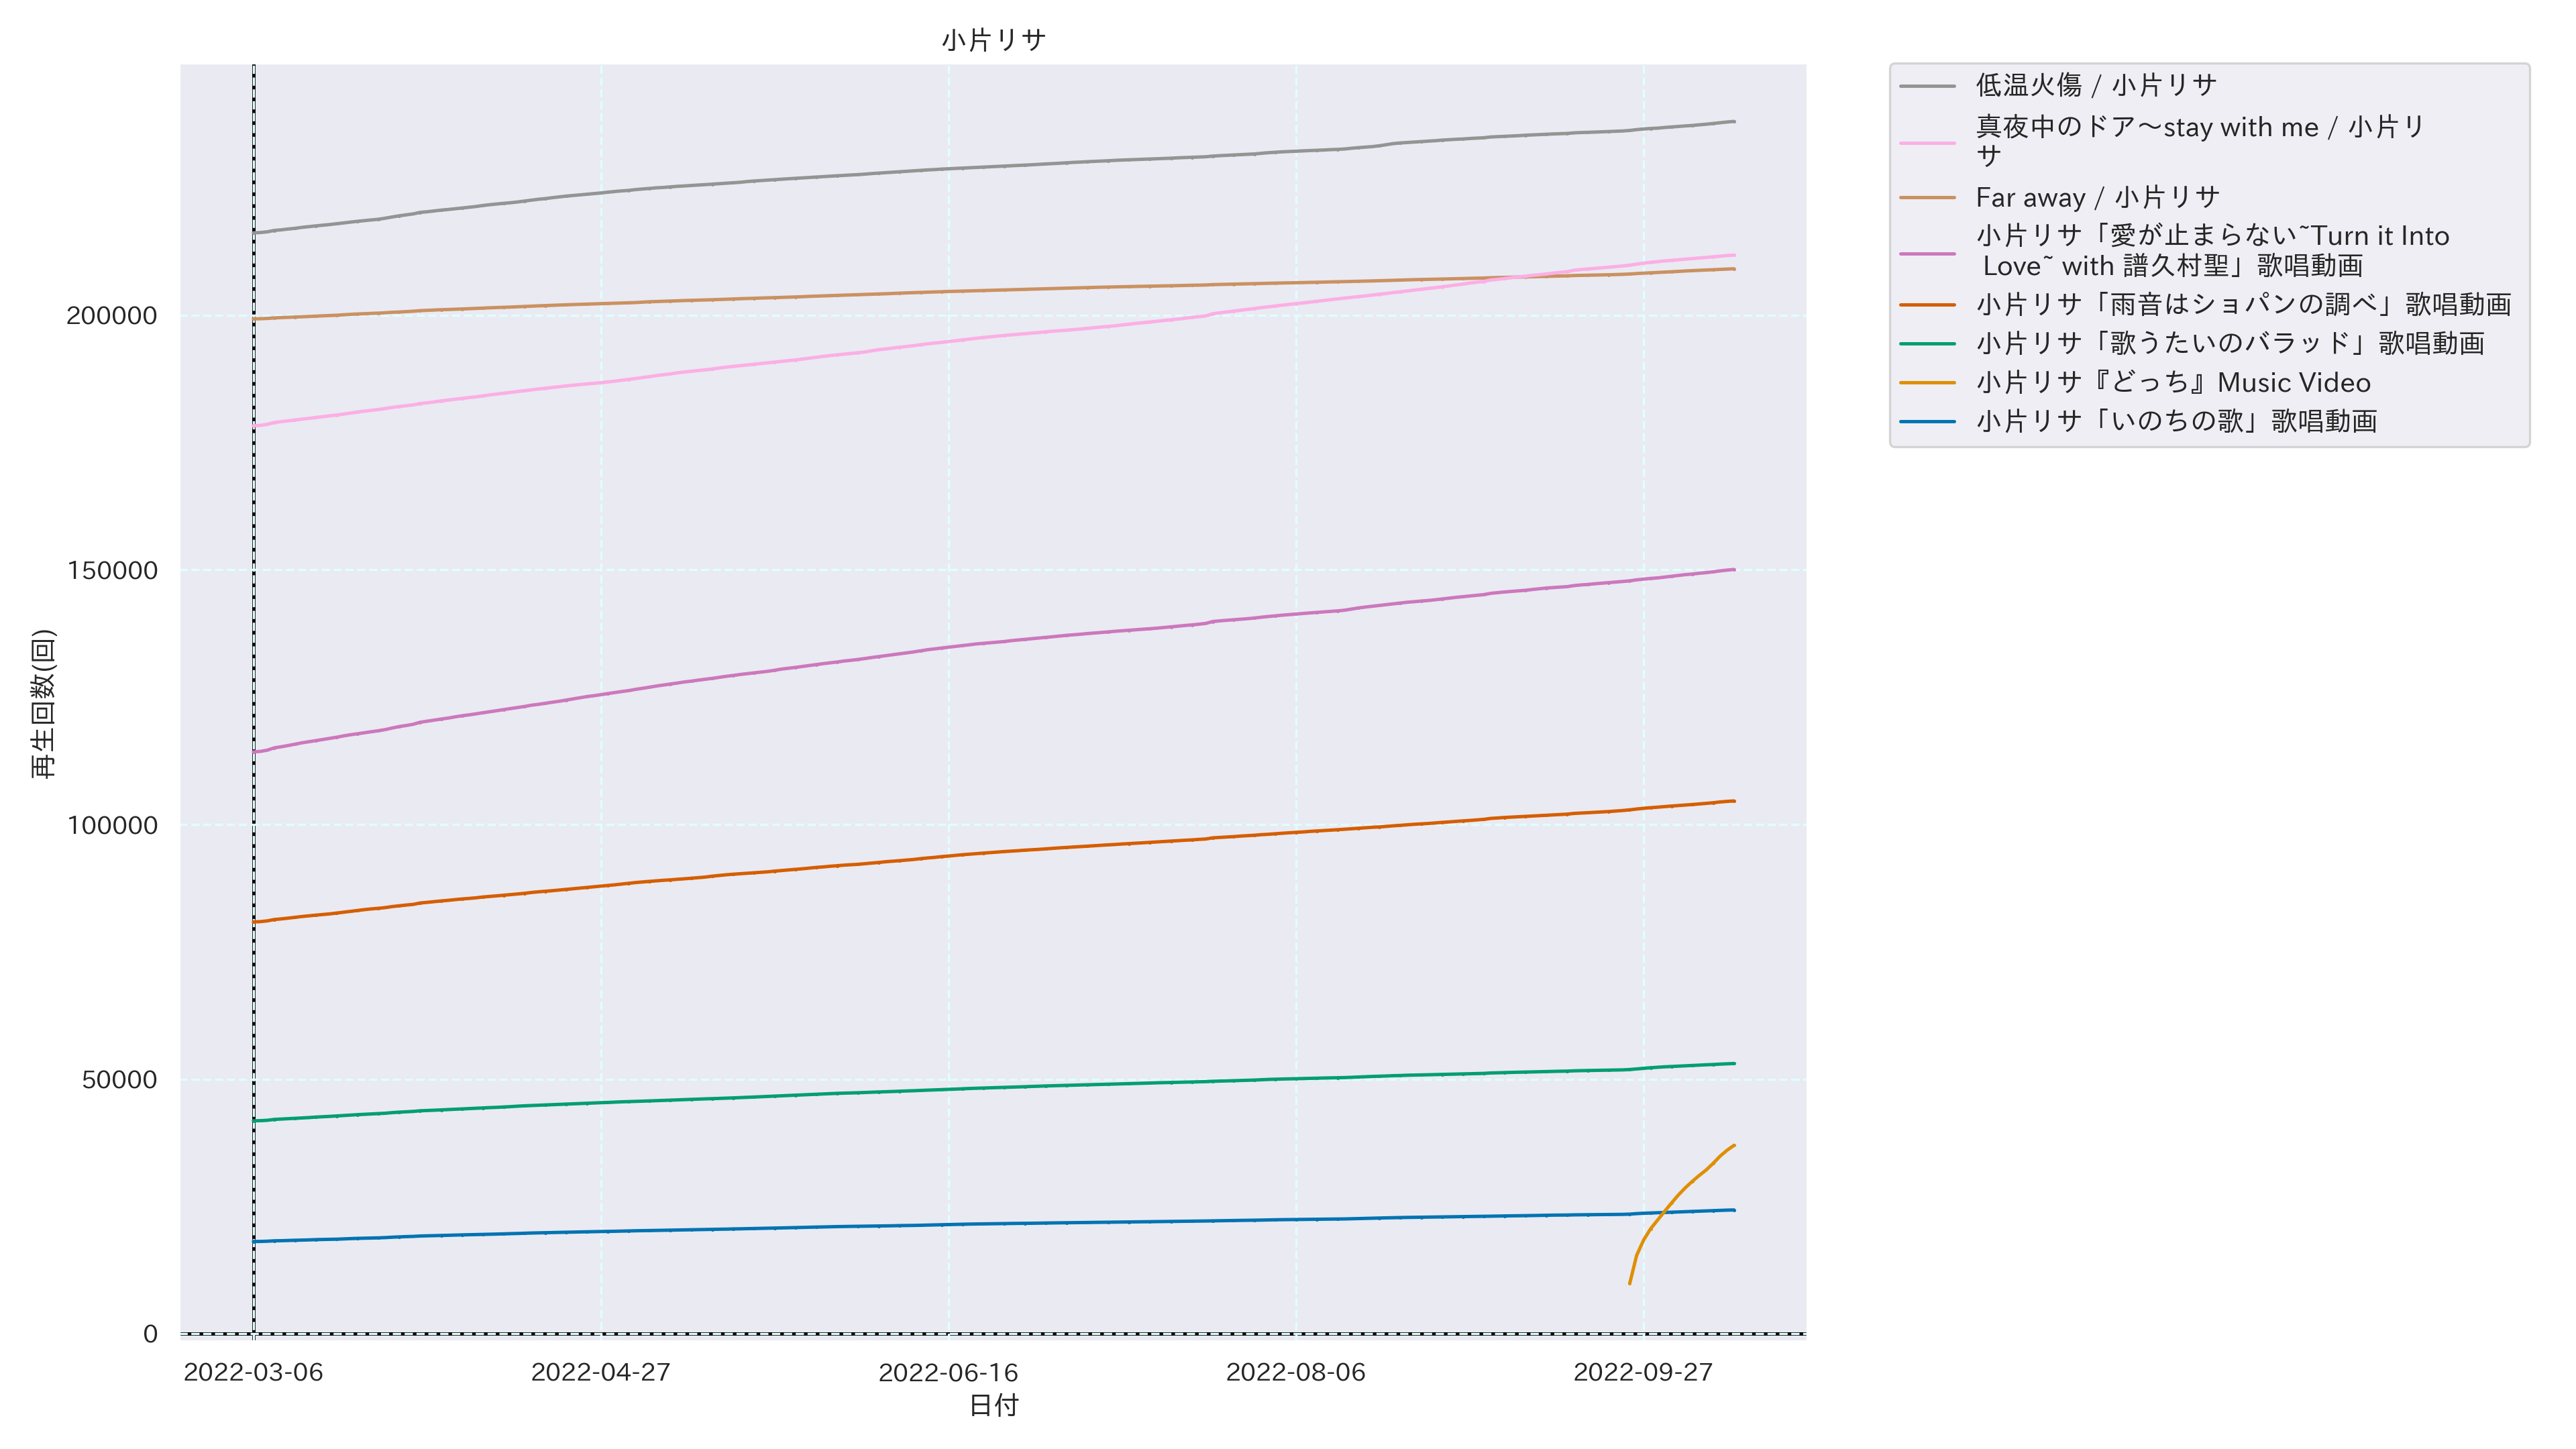 小片リサ
低温火傷 / 小片リサ
真夜中のドア～stay with me / 小片リ
サ
Far away / 小片リサ
小片リサ「愛が止まらない~Turn it Into
Love~ with 譜久村聖」歌唱動画
小片リサ「雨音はショパンの調べ」歌唱動画
小片リサ「歌うたいのバラッド」歌唱動画
小片リサ『どっち』Music Video
小片リサ「いのちの歌」歌唱動画
再生回数(回)
200000
150000
100000
50000
0
2022-03-06
2022-04-27
2022-06-16
2022-08-06
2022-09-27
日付